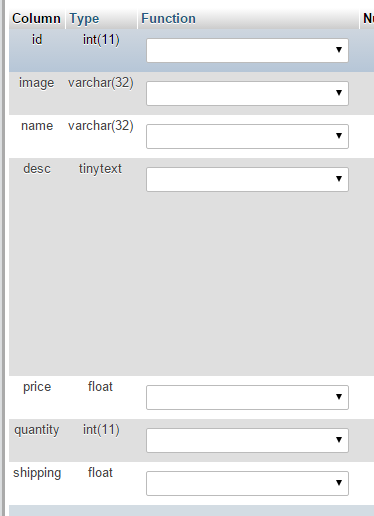 Column Type Function Nu
id int(11)
image varchar(32)
name varchar(32)
desc tinytext
price float
quantity int(11)
shipping float